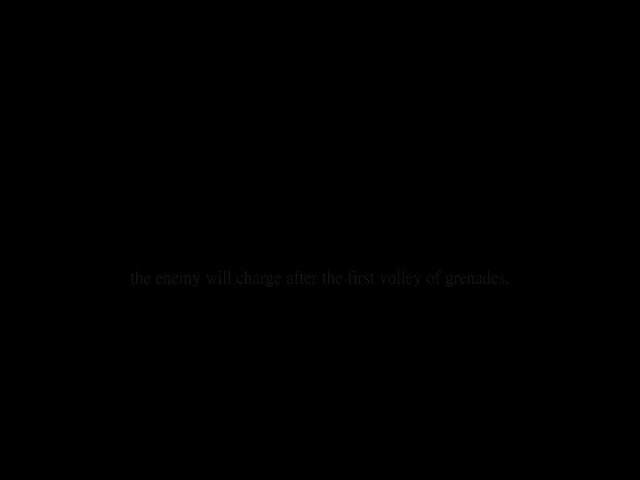 the enemy will charge after the first volley of grenades,